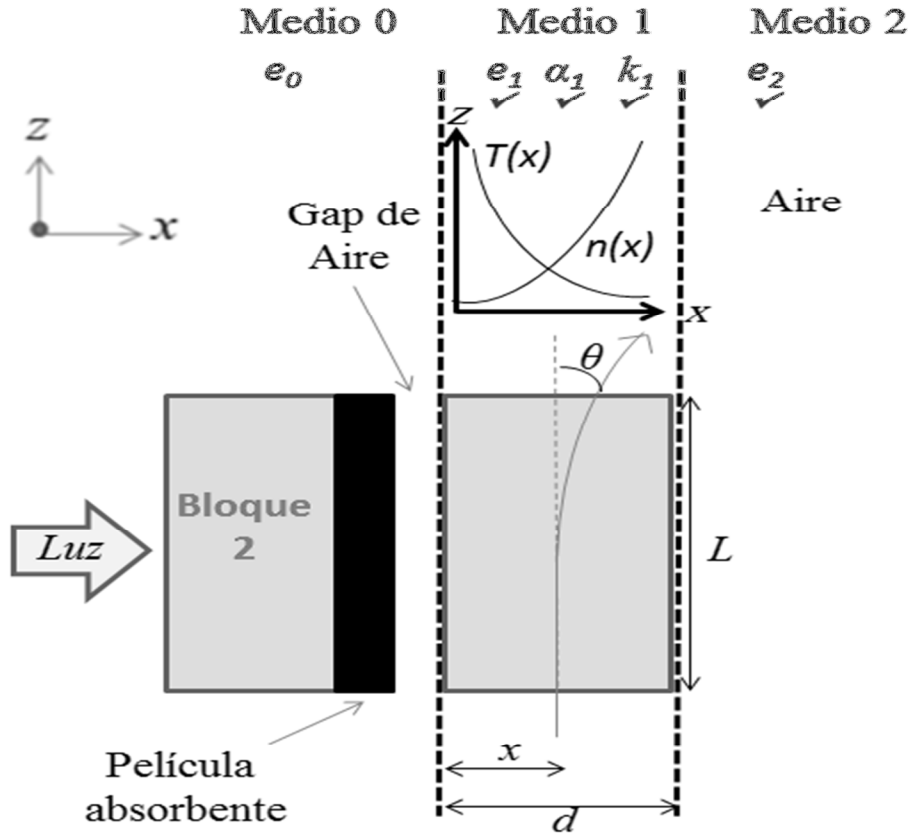 Medio 0
Medio 1
Medio 2
e0
e1
α1
k1
e2
z
x
z
T(x)
n(x)
x
Aire
Gap de
Aire
θ
Bloque
2
Luz
L
Película
absorbente
x
d